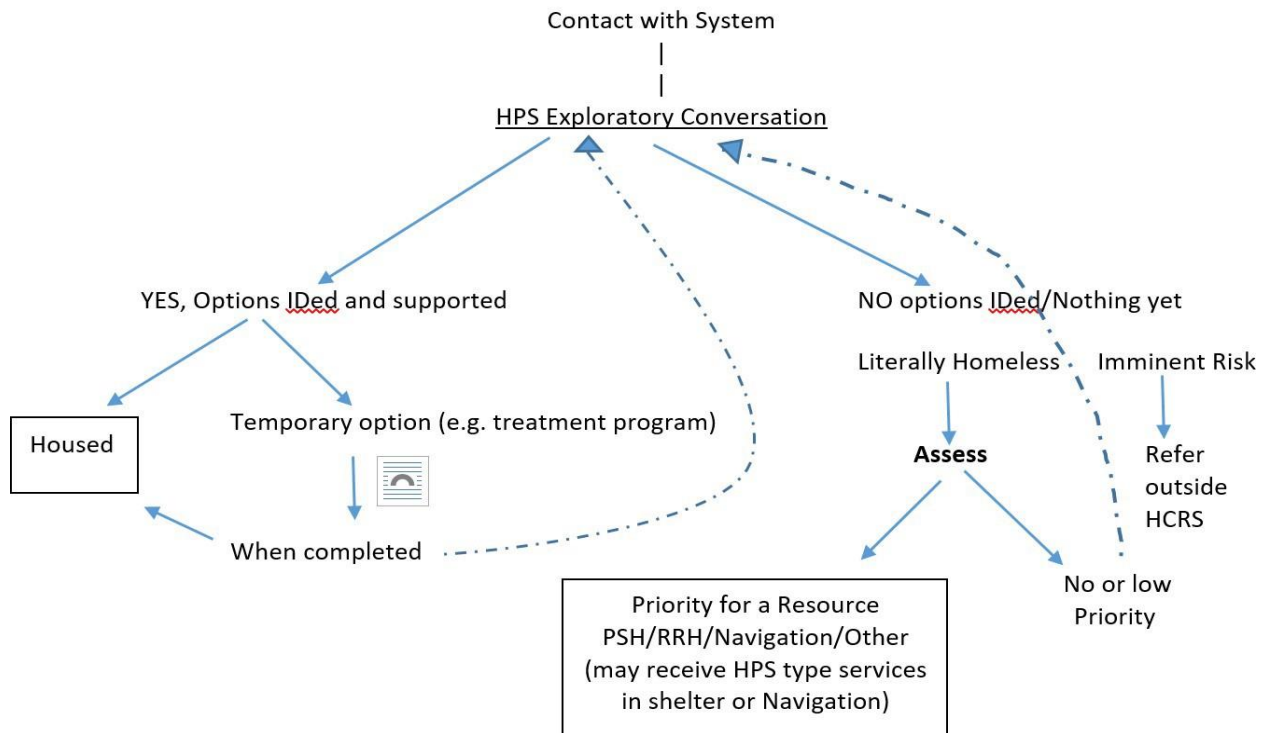 Contact with System
HPS Exploratory Conversation
YES, Options IDed and supported
NO options IDed/Nothing yet
Literally Homeless
Imminent Risk
Housed
Temporary option (e.g. treatment program)
Assess
Refer
outside
HCRS
When completed
Priority for a Resource
PSH/RRH/Navigation/Other
(may receive HPS type services
in shelter or Navigation)
No or low
Priority